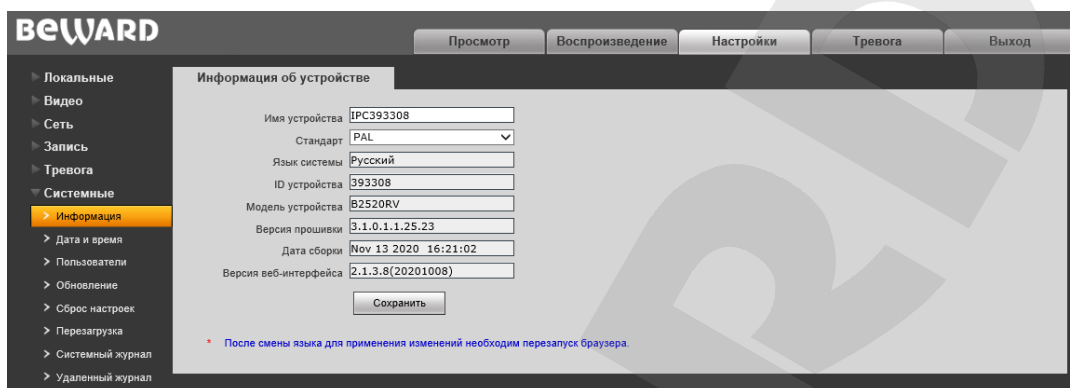 BEWARD
Просмотр
Воспроизведение
Настройки
Тревога
Выход
Локальные
Видео
Сеть
Запись
Тревога
Системные
Информация
Дата и время
Пользователи
Обновление
Сброс настроек
Перезагрузка
Системный журнал
Удаленный журнал
Информация об устройстве
Имя устройства IPC393308
Стандарт PAL
Язык системы Русский
ID устройства 393308
Модель устройства B2520RV
Версия прошивки 3.1.0.1.1.25.23
Дата сборки Nov 13 2020 16:21:02
Версия веб-интерфейса 2.1.3.8(20201008)
Сохранить
* После смены языка для применения изменений необходим перезапуск браузера.